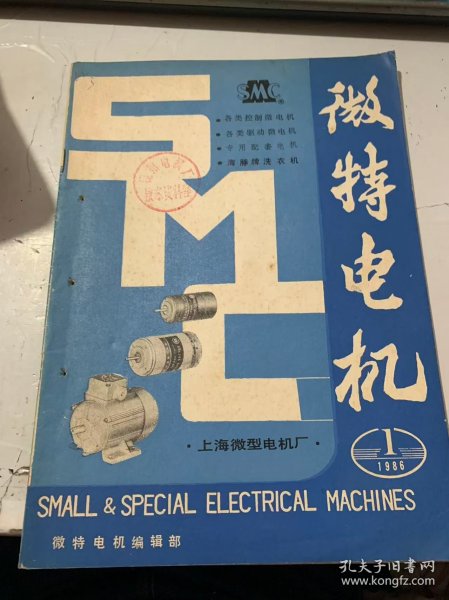 SMC
SMC®
•各类控制微电机
•各类驱动微电机
•专用配套电机
•海狮牌洗衣机
微特电机
·上海微型电机厂·
1
1986
SMALL & SPECIAL ELECTRICAL MACHINES
微特电机编辑部
孔夫子旧书网
www.kongfz.com